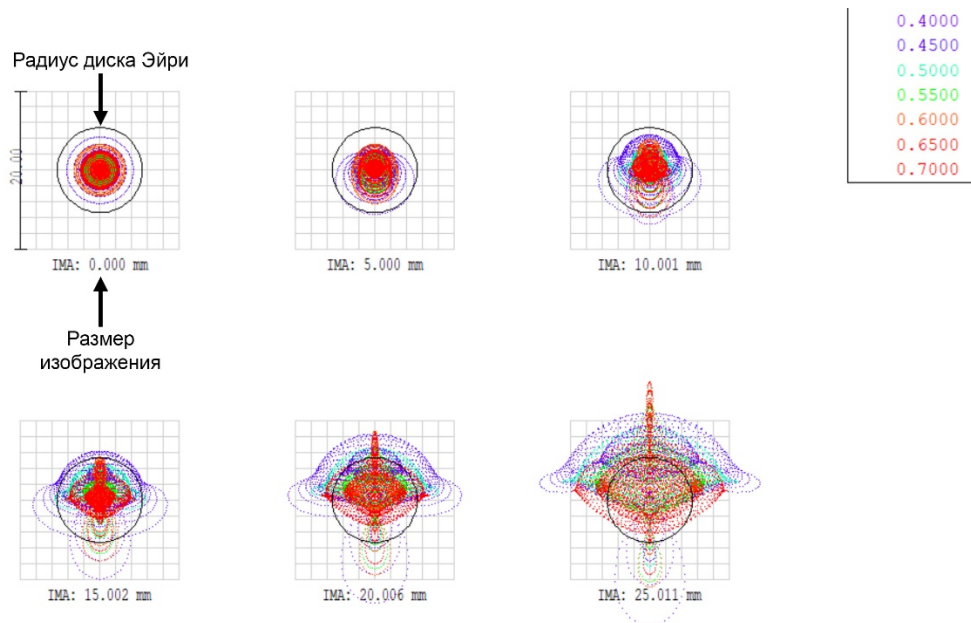 0.4000
0.4500
0.5000
0.5500
0.6000
0.6500
0.7000
Радиус диска Эйри
20.00
IMA: 0.000 mm
IMA: 5.000 mm
IMA: 10.001 mm
Размер
изображения
IMA: 15.002 mm
IMA: 20.006 mm
IMA: 25.011 mm